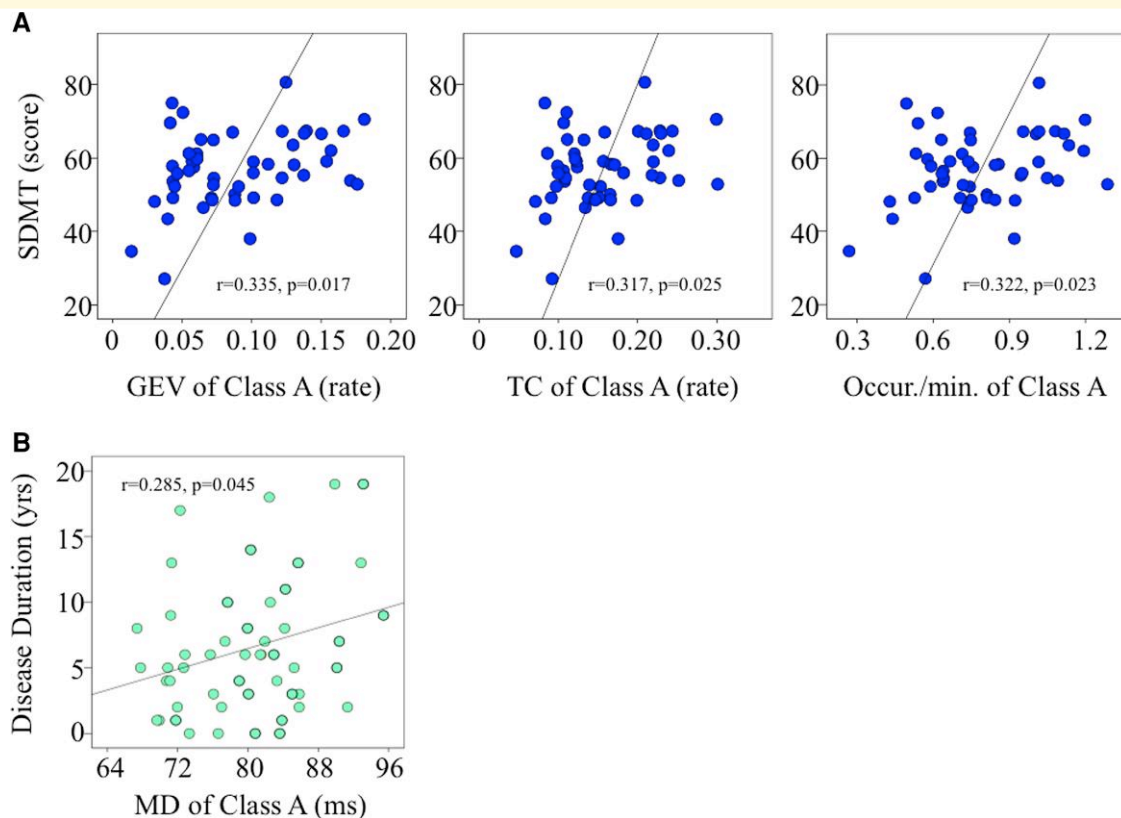 A
SDMT (score)
80
60
40
20
r=0.335, p=0.017
0 0.05 0.10 0.15 0.20
GEV of Class A (rate)
80
60
40
20
r=0.317, p=0.025
0 0.10 0.20 0.30
TC of Class A (rate)
80
60
40
20
r=0.322, p=0.023
0.3 0.6 0.9 1.2
Occur./min. of Class A
B
Disease Duration (yrs)
20
15
10
5
0
r=0.285, p=0.045
64 72 80 88 96
MD of Class A (ms)